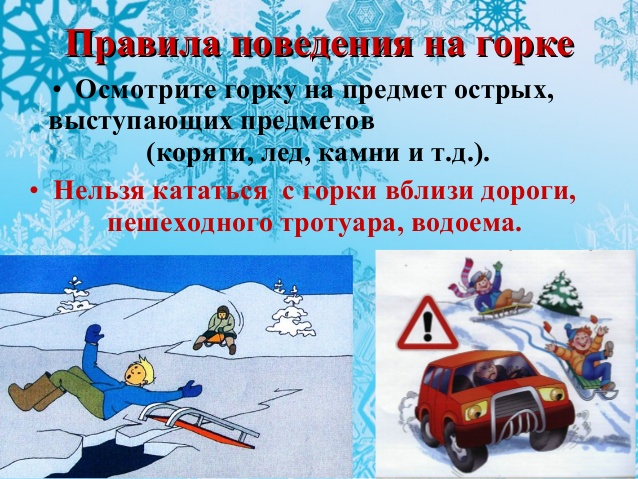 Правила поведения на горке
• Осмотрите горку на предмет острых,
выступающих предметов
(коряги, лед, камни и т.д.).
• Нельзя кататься с горки вблизи дороги,
пешеходного тротуара, водоема.